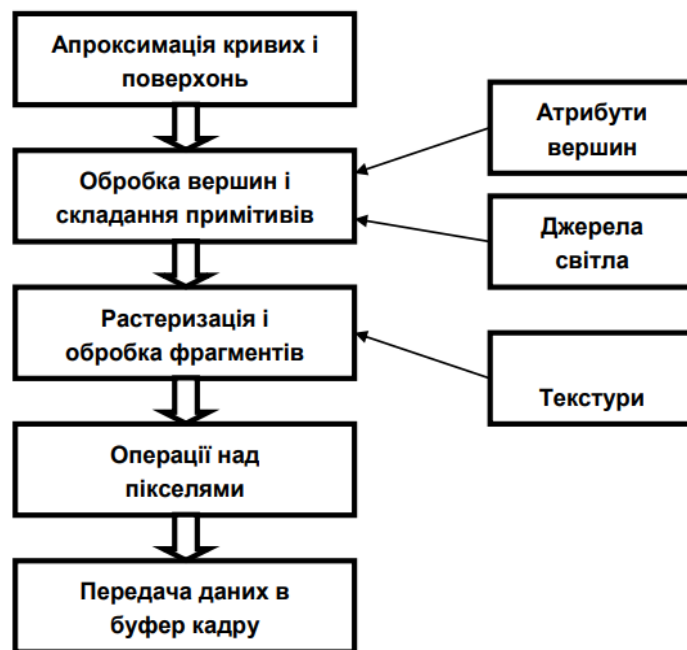 Апроксимація кривих і
поверхонь
Атрибути
вершин
Обробка вершин і
складання примітивів
Джерела
світла
Растеризація і
обробка фрагментів
Текстури
Операції над
пікселями
Передача даних в
буфер кадру